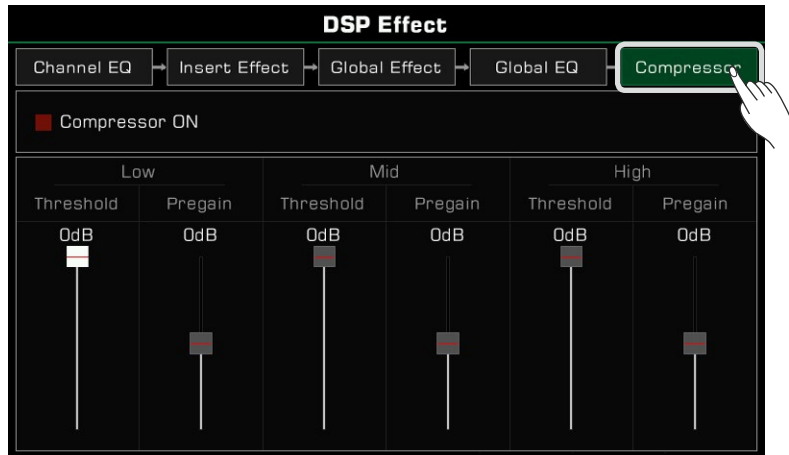 DSP Effect
Channel EQ Insert Effect Global Effect Global EQ Compressor
Compressor ON
Low Mid High
Threshold Pregain Threshold Pregain Threshold Pregain
0dB 0dB 0dB 0dB 0dB 0dB